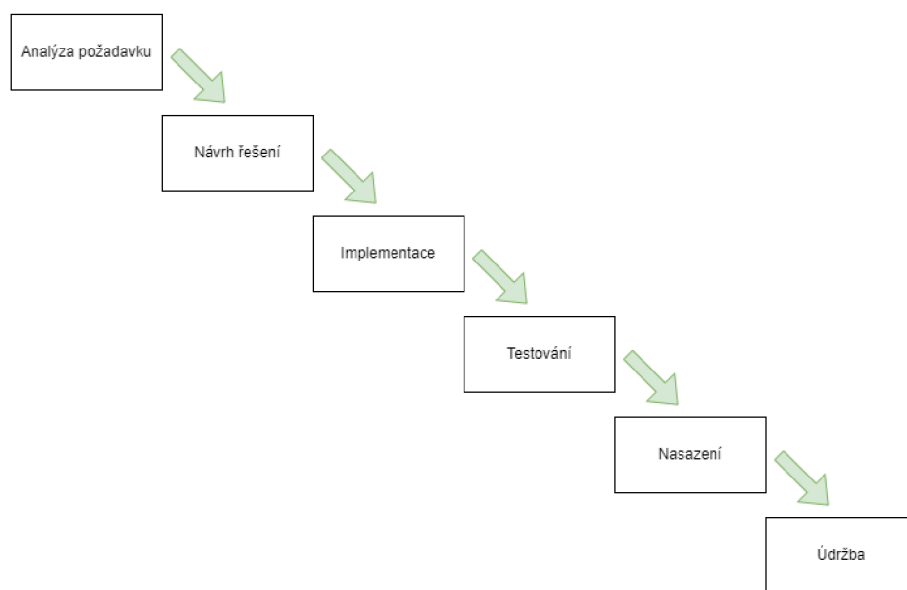 Analýza požadavku
Návrh řešení
Implementace
Testování
Nasazení
Údržba